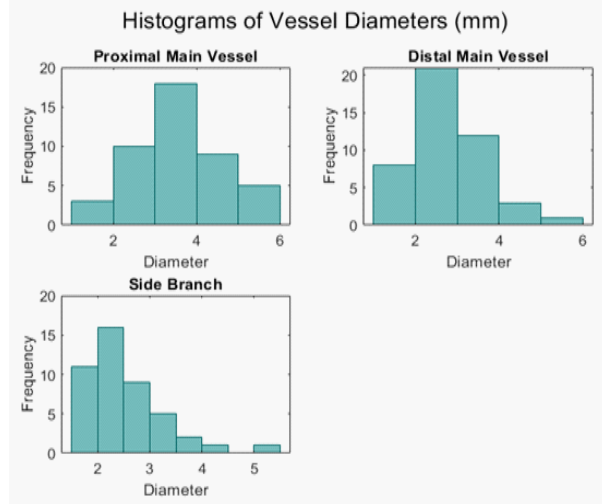 Histograms of Vessel Diameters (mm)
Proximal Main Vessel
20
15
10
5
0
Frequency
2
4
6
Diameter
Distal Main Vessel
20
15
10
5
0
Frequency
2
4
6
Diameter
Side Branch
20
15
10
5
0
Frequency
2
3
4
5
Diameter